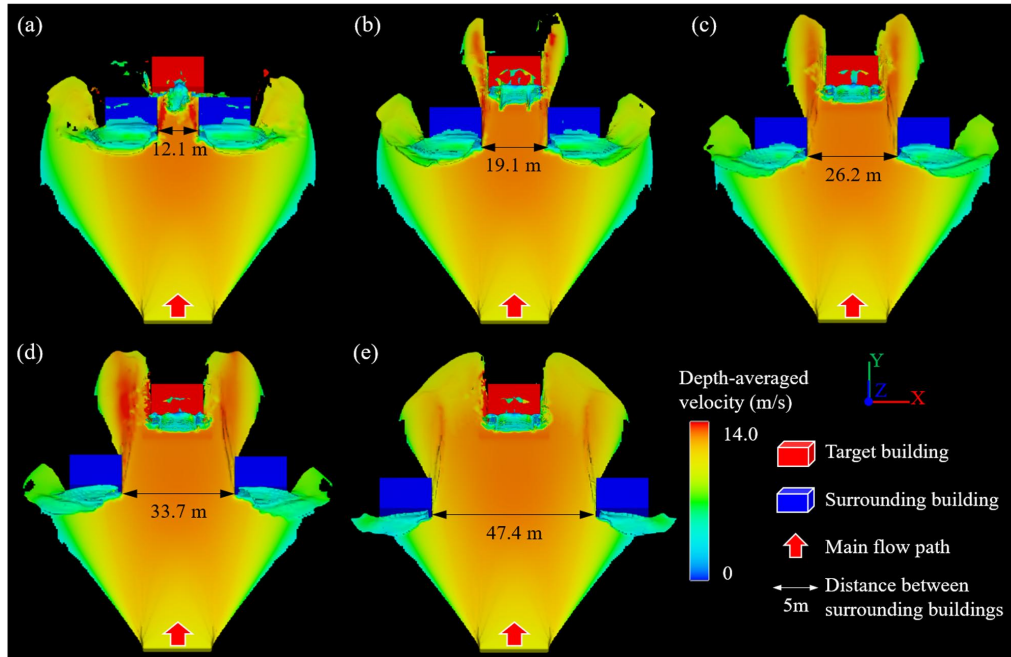 (a)
(b)
(c)
12.1 m
19.1 m
26.2 m
(d)
(e)
33.7 m
47.4 m
Depth-averaged
velocity (m/s)
14.0
0
Y
Z
X
Target building
Surrounding building
Main flow path
Distance between
5m
surrounding buildings